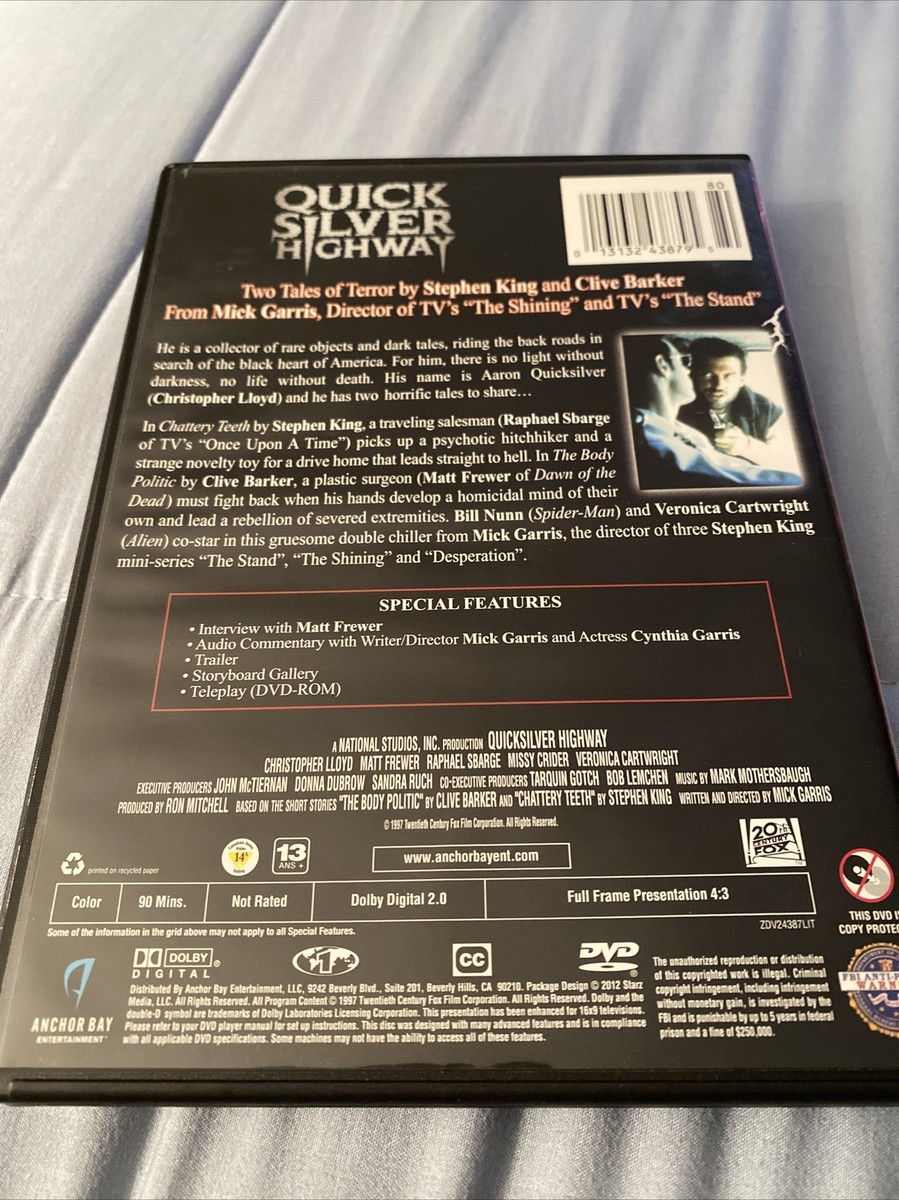 QUICK
SILVER
HIGHWAY
80
0 13132 43879 5
Two Tales of Terror by Stephen King and Clive Barker
From Mick Garris, Director of TV's "The Shining" and TV's "The Stand"
He is a collector of rare objects and dark tales, riding the back roads in
search of the black heart of America. For him, there is no light without
darkness, no life without death. His name is Aaron Quicksilver
(Christopher Lloyd) and he has two horrific tales to share…
In Chattery Teeth by Stephen King, a traveling salesman (Raphael Sbarge
of TV's "Once Upon A Time") picks up a psychotic hitchhiker and a
strange novelty toy for a drive home that leads straight to hell. In The Body
Politic by Clive Barker, a plastic surgeon (Matt Frewer of Dawn of the
Dead) must fight back when his hands develop a homicidal mind of their
own and lead a rebellion of severed extremities. Bill Nunn (Spider-Man) and Veronica Cartwright
(Alien) co-star in this gruesome double chiller from Mick Garris, the director of three Stephen King
mini-series "The Stand", "The Shining" and "Desperation".
SPECIAL FEATURES
• Interview with Matt Frewer
• Audio Commentary with Writer/Director Mick Garris and Actress Cynthia Garris
• Trailer
• Storyboard Gallery
• Teleplay (DVD-ROM)
A NATIONAL STUDIOS, INC. PRODUCTION QUICKSILVER HIGHWAY
CHRISTOPHER LLOYD MATT FREWER RAPHAEL SBARGE MISSY CRIDER VERONICA CARTWRIGHT
EXECUTIVE PRODUCERS JOHN McTIERNAN DONNA DUBROW SANDRA RUCH CO-EXECUTIVE PRODUCERS TARQUIN GOTCH BOB LEMCHEN MUSIC BY MARK MOTHERSBAUGH
PRODUCED BY RON MITCHELL BASED ON THE SHORT STORIES "THE BODY POLITIC" BY CLIVE BARKER AND "CHATTERY TEETH" BY STEPHEN KING WRITTEN AND DIRECTED BY MICK GARRIS
© 1997 Twentieth Century Fox Film Corporation. All Rights Reserved.
printed on recycled paper
14A
13
ANS +
www.anchorbayent.com
20TH
CENTURY
FOX
Color 90 Mins. Not Rated Dolby Digital 2.0 Full Frame Presentation 4:3
Some of the information in the grid above may not apply to all Special Features.
ZDV24387LIT
THIS DVD IS
COPY PROTEC
DOLBY
DIGITAL
CC
DVD
ANCHOR BAY
ENTERTAINMENT
Distributed By Anchor Bay Entertainment, LLC, 9242 Beverly Blvd., Suite 201, Beverly Hills, CA 90210. Package Design © 2012 Starz
Media, LLC. All Rights Reserved. All Program Content © 1997 Twentieth Century Fox Film Corporation. All Rights Reserved. Dolby and the
double-D symbol are trademarks of Dolby Laboratories Licensing Corporation. This presentation has been enhanced for 16x9 televisions.
Please refer to your DVD player manual for set up instructions. This disc was designed with many advanced features and is in compliance
with all applicable DVD specifications. Some machines may not have the ability to access all of these features.
The unauthorized reproduction or distribution
of this copyrighted work is illegal. Criminal
copyright infringement, including infringement
without monetary gain, is investigated by the
FBI and is punishable by up to 5 years in federal
prison and a fine of $250,000.
FBI ANTI-P
WARN